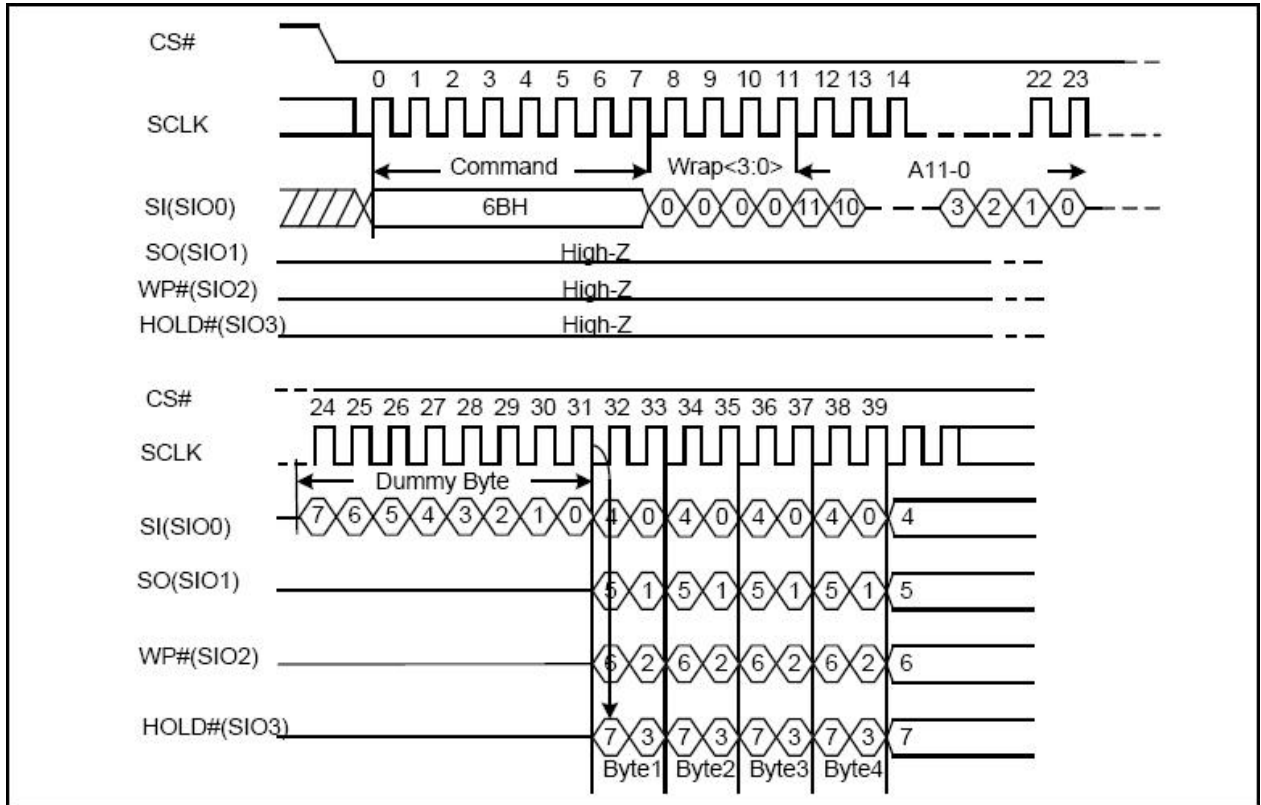 CS#
0 1 2 3 4 5 6 7 8 9 10 11 12 13 14 22 23
SCLK
Command Wrap<3:0> A11-0
SI(SIO0) 6BH 0 0 0 0 11 10 3 2 1 0
SO(SIO1) High-Z
WP#(SIO2) High-Z
HOLD#(SIO3) High-Z
CS#
24 25 26 27 28 29 30 31 32 33 34 35 36 37 38 39
SCLK
Dummy Byte
SI(SIO0) 7 6 5 4 3 2 1 0 4 0 4 0 4 0 4 0 4
SO(SIO1) 5 1 5 1 5 1 5 1 5
WP#(SIO2) 6 2 6 2 6 2 6 2 6
HOLD#(SIO3) 7 3 7 3 7 3 7 3 7
Byte1 Byte2 Byte3 Byte4